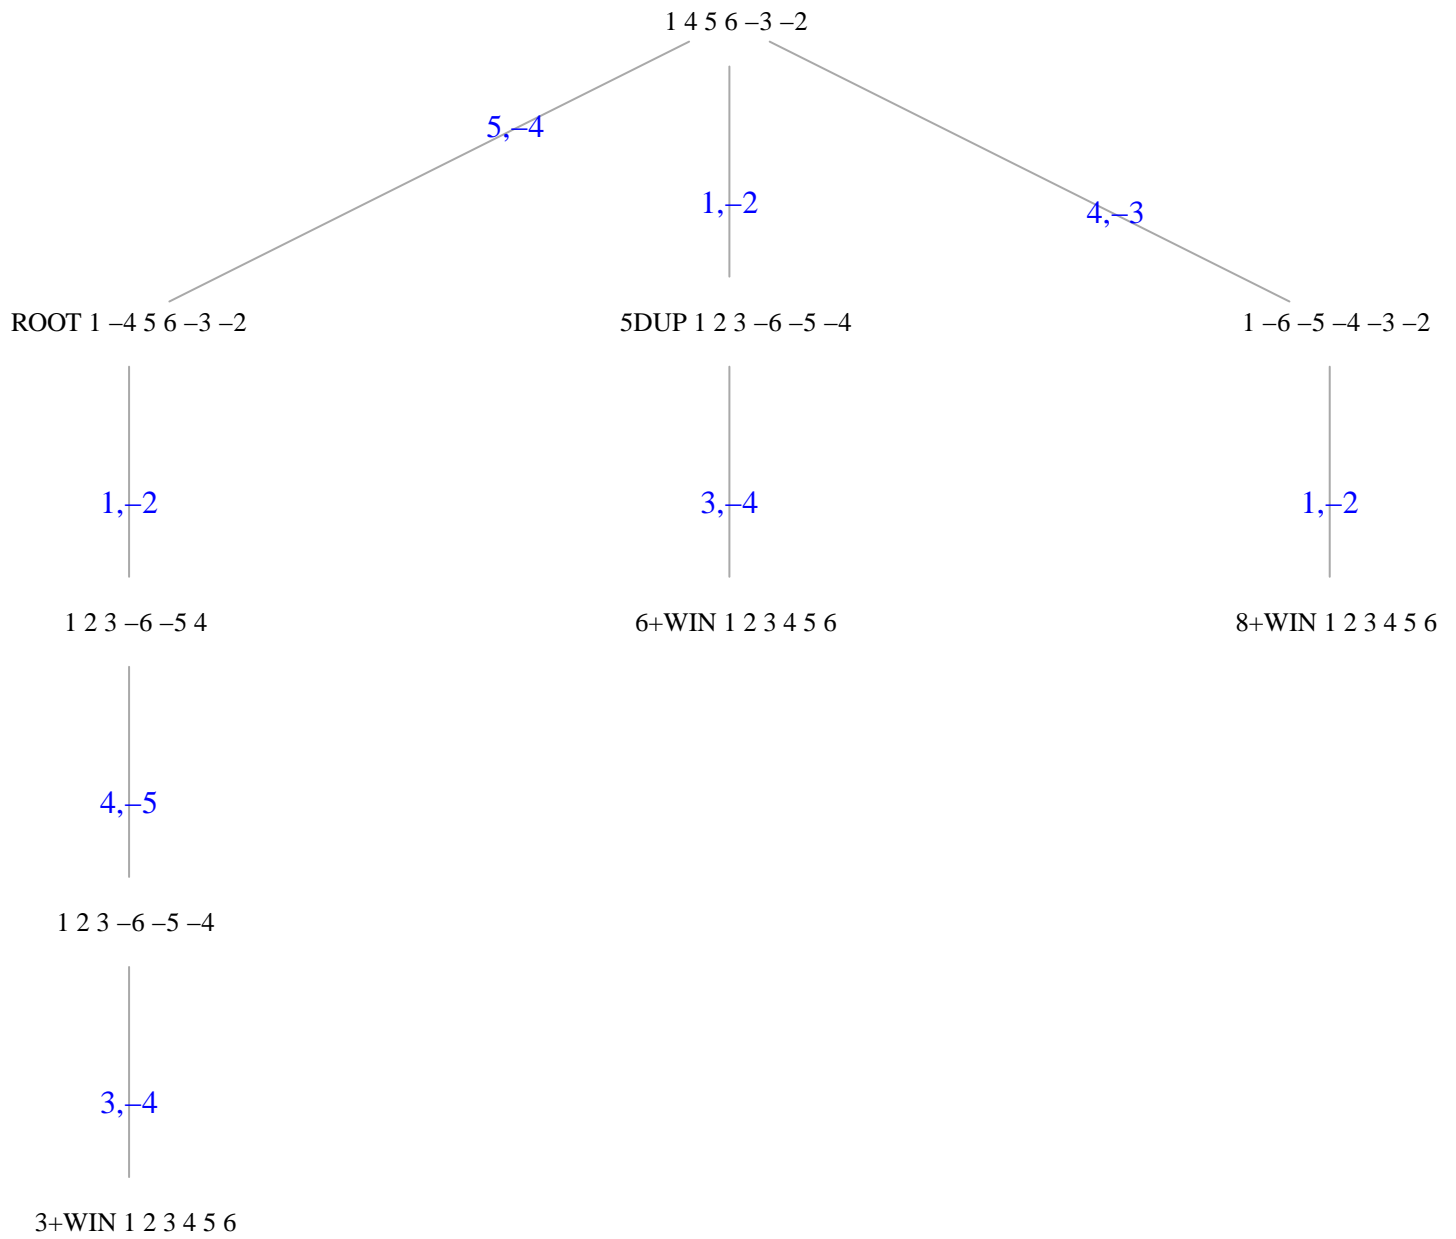 1 4 5 6 –3 –2
5,–4
1,–2
4,–3
ROOT 1 –4 5 6 –3 –2
5DUP 1 2 3 –6 –5 –4
1 –6 –5 –4 –3 –2
1,–2
3,–4
1,–2
1 2 3 –6 –5 4
6+WIN 1 2 3 4 5 6
8+WIN 1 2 3 4 5 6
4,–5
1 2 3 –6 –5 –4
3,–4
3+WIN 1 2 3 4 5 6